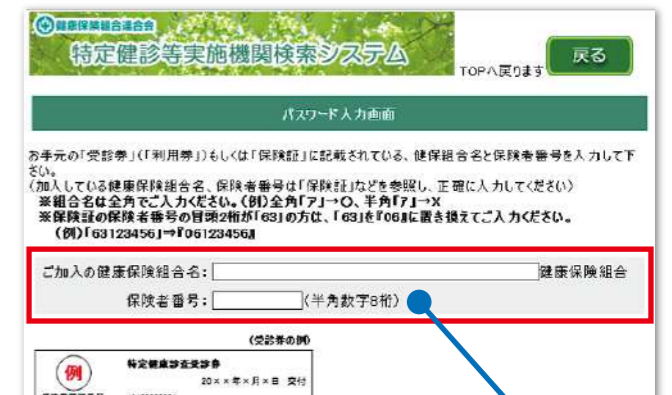 健康保険組合連合会
特定健診等実施機関検索システム
TOPへ戻ります
戻る
パスワード入力画面
お手元の「受診券」(「利用券」)もしくは「保険証」に記載されている、健保組合名と保険者番号を入力して下
さい。
(加入している健康保険組合名、保険者番号は「保険証」などを参照し、正確に入力してください)
※組合名は全角でご入力ください。(例)全角「ア」→○、半角「ｱ」→X
※保険証の保険者番号の冒頭2桁が「63」の方は、「63」を『06』に置き換えてご入力ください。
(例)「63123456」⇒『06123456』
ご加入の健康保険組合名：
健康保険組合
保険者番号：
(半角数字8桁)
(受診券の例)
例
特定健康診査受診券
20××年×月×日 交付